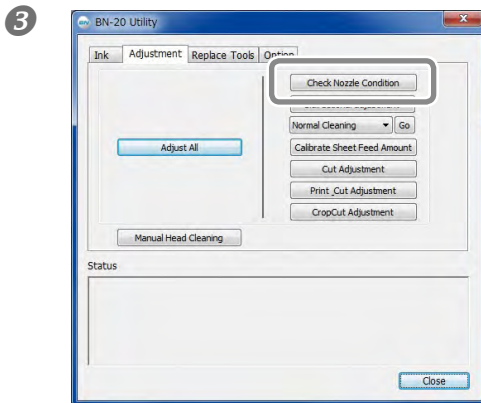 3
BN-20 Utility
Ink Adjustment Replace Tools Option
Check Nozzle Condition
Normal Cleaning Go
Adjust All
Calibrate Sheet Feed Amount
Cut Adjustment
Print_Cut Adjustment
CropCut Adjustment
Manual Head Cleaning
Status
Close